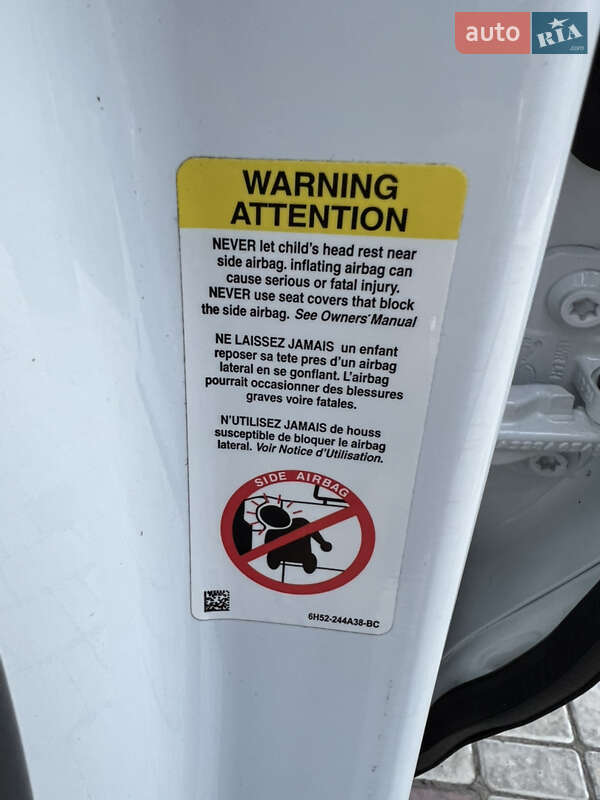 auto RIA.com
WARNING
ATTENTION
NEVER let child's head rest near
side airbag. inflating airbag can
cause serious or fatal injury.
NEVER use seat covers that block
the side airbag. See Owners' Manual
NE LAISSEZ JAMAIS un enfant
reposer sa tete pres d'un airbag
lateral en se gonflant. L'airbag
pourrait occasionner des blessures
graves voire fatales.
N'UTILISEZ JAMAIS de houss
susceptible de bloquer le airbag
lateral. Voir Notice d'Utilisation.
SIDE AIRBAG
6H52-244A38-BC